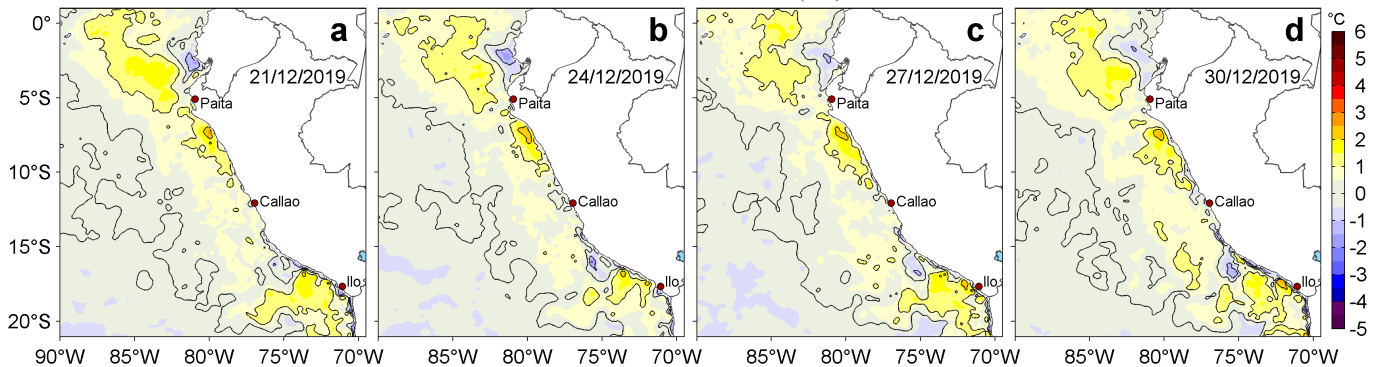 a
b
c
d
°C
21/12/2019
24/12/2019
27/12/2019
30/12/2019
0°
5°S
10°S
15°S
20°S
Paita
Callao
Ilo
Paita
Callao
Ilo
Paita
Callao
Ilo
Paita
Callao
Ilo
90°W
85°W
80°W
75°W
70°W
85°W
80°W
75°W
70°W
85°W
80°W
75°W
70°W
85°W
80°W
75°W
70°W
6
5
4
3
2
1
0
-1
-2
-3
-4
-5